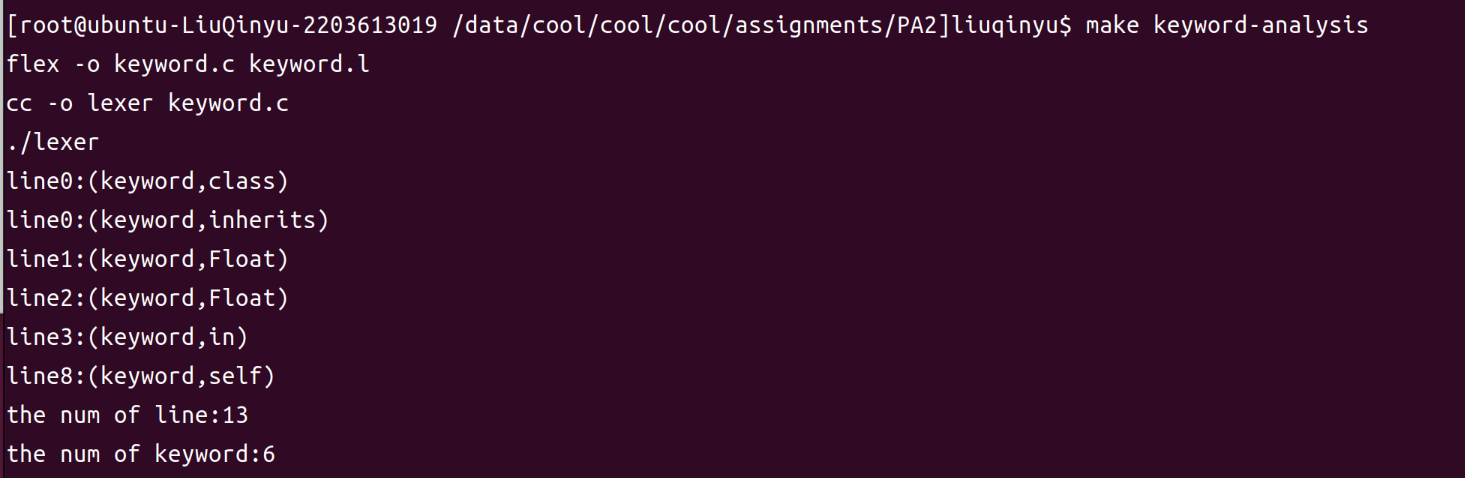 [root@ubuntu-LiuQinyu-2203613019 /data/cool/cool/cool/assignments/PA2]liuqinyu$ make keyword-analysis
flex -o keyword.c keyword.l
cc -o lexer keyword.c
./lexer
line0:(keyword,class)
line0:(keyword,inherits)
line1:(keyword,Float)
line2:(keyword,Float)
line3:(keyword,in)
line8:(keyword,self)
the num of line:13
the num of keyword:6